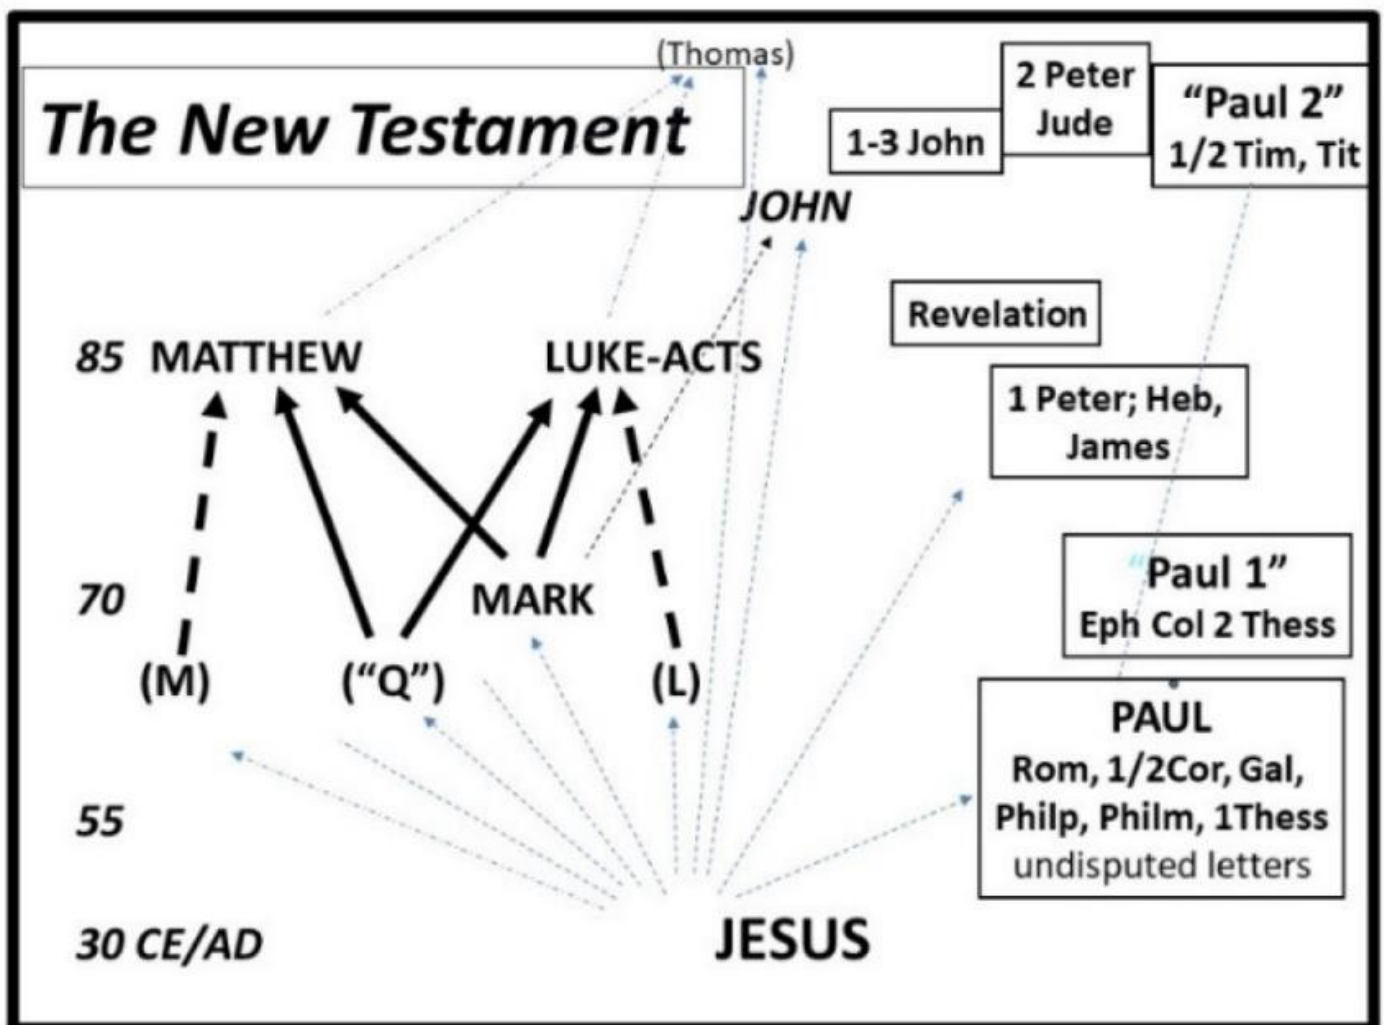 (Thomas)
The New Testament
2 Peter
Jude
“Paul 2”
1/2 Tim, Tit
1-3 John
JOHN
Revelation
85 MATTHEW
LUKE-ACTS
1 Peter; Heb,
James
70
MARK
“Paul 1”
Eph Col 2 Thess
(M)
(“Q”)
(L)
PAUL
Rom, 1/2Cor, Gal,
Philp, Philm, 1Thess
undisputed letters
55
30 CE/AD
JESUS